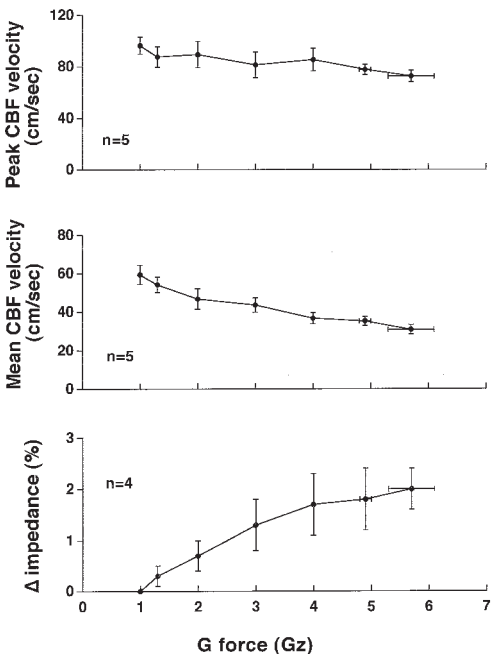 Peak CBF velocity
(cm/sec)
120
80
40
0
n=5
Mean CBF velocity
(cm/sec)
80
60
40
20
0
n=5
Δ impedance (%)
3
2
1
0
n=4
0 1 2 3 4 5 6 7
G force (Gz)